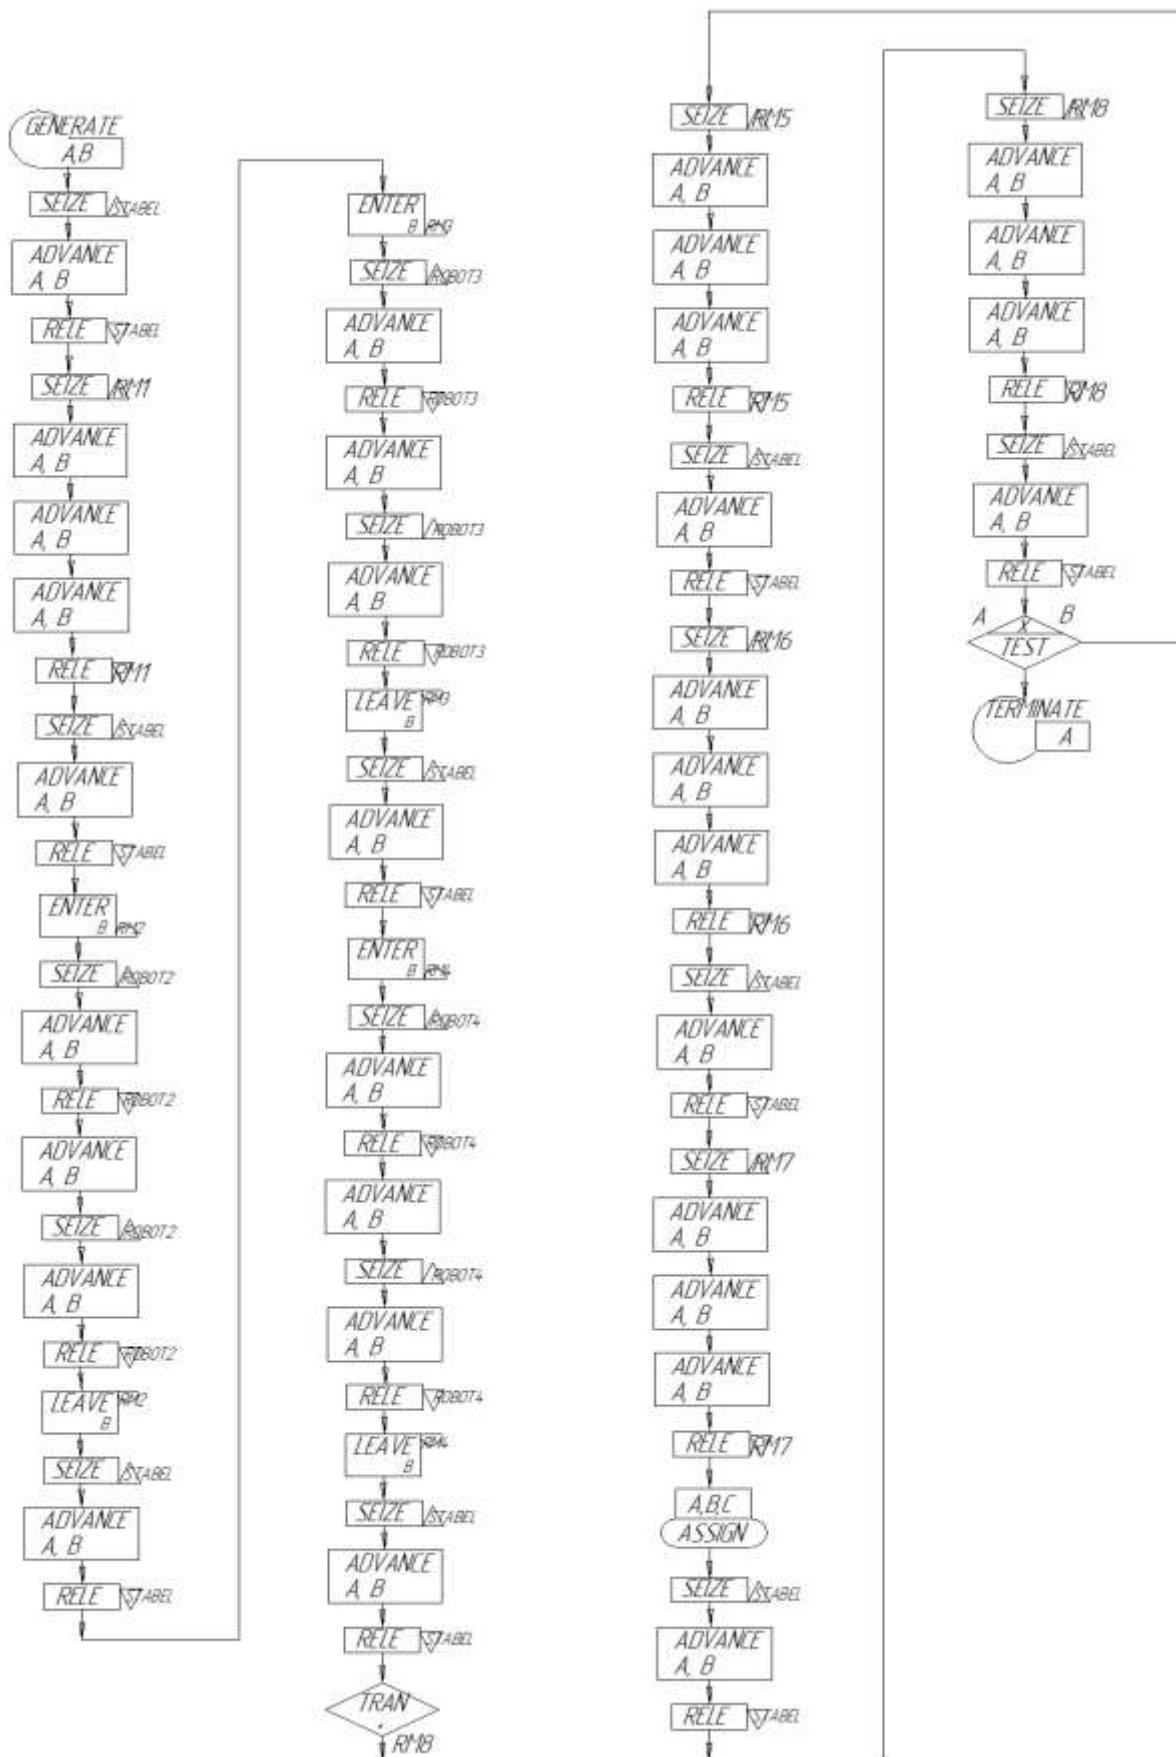 GENERATE
A,B
SEIZE STABEL
ADVANCE
A, B
RELE STABEL
SEIZE RM1
ADVANCE
A, B
ADVANCE
A, B
ADVANCE
A, B
RELE RM1
SEIZE STABEL
ADVANCE
A, B
RELE STABEL
ENTER
B RM2
SEIZE ROBOT2
ADVANCE
A, B
RELE ROBOT2
ADVANCE
A, B
SEIZE ROBOT2
ADVANCE
A, B
RELE ROBOT2
LEAVE RM2
B
SEIZE STABEL
ADVANCE
A, B
RELE STABEL
ENTER
B RM3
SEIZE ROBOT3
ADVANCE
A, B
RELE ROBOT3
ADVANCE
A, B
SEIZE ROBOT3
ADVANCE
A, B
RELE ROBOT3
LEAVE RM3
B
SEIZE STABEL
ADVANCE
A, B
RELE STABEL
ENTER
B RM4
SEIZE ROBOT4
ADVANCE
A, B
RELE ROBOT4
ADVANCE
A, B
SEIZE ROBOT4
ADVANCE
A, B
RELE ROBOT4
LEAVE RM4
B
SEIZE STABEL
ADVANCE
A, B
RELE STABEL
TRAN
,
RM8
SEIZE RM5
ADVANCE
A, B
ADVANCE
A, B
ADVANCE
A, B
RELE RM5
SEIZE STABEL
ADVANCE
A, B
RELE STABEL
SEIZE RM6
ADVANCE
A, B
ADVANCE
A, B
ADVANCE
A, B
RELE RM6
SEIZE STABEL
ADVANCE
A, B
RELE STABEL
SEIZE RM7
ADVANCE
A, B
ADVANCE
A, B
ADVANCE
A, B
RELE RM7
A,B,C
ASSIGN
SEIZE STABEL
ADVANCE
A, B
RELE STABEL
SEIZE RM8
ADVANCE
A, B
ADVANCE
A, B
ADVANCE
A, B
RELE RM8
SEIZE STABEL
ADVANCE
A, B
RELE STABEL
A X B
TEST
TERMINATE
A